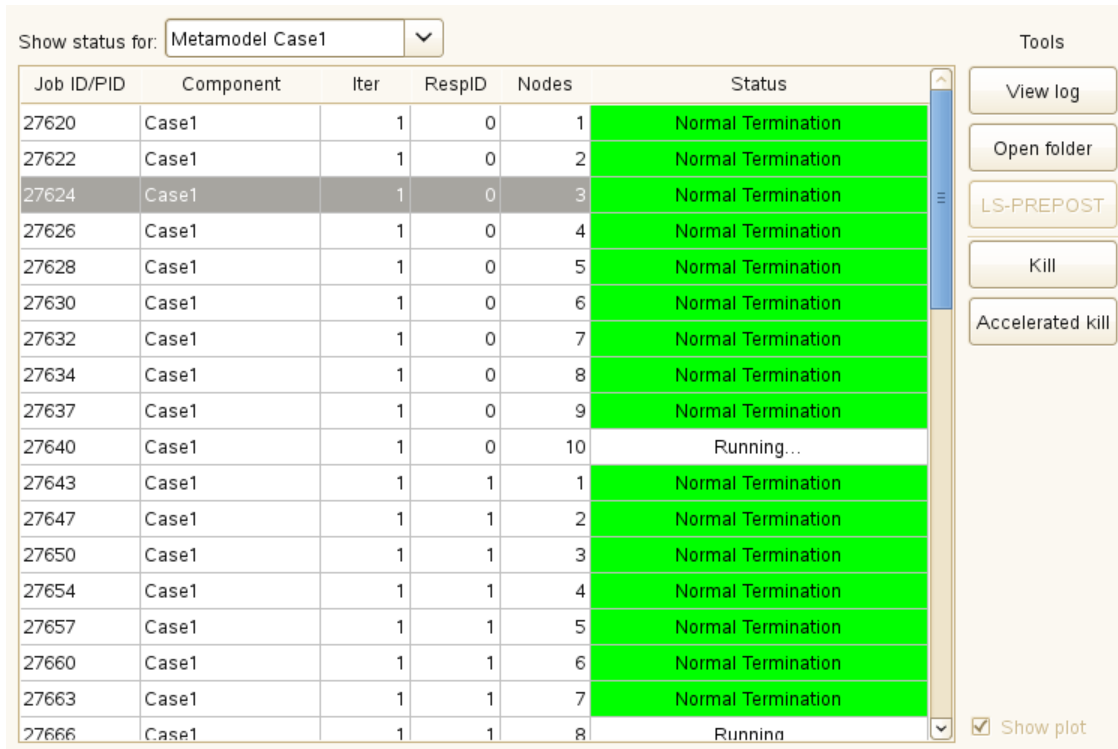 Show status for: Metamodel Case1
Tools
Job ID/PID Component Iter RespID Nodes Status
View log
27620 Case1 1 0 1 Normal Termination
27622 Case1 1 0 2 Normal Termination
Open folder
27624 Case1 1 0 3 Normal Termination
LS-PREPOST
27626 Case1 1 0 4 Normal Termination
27628 Case1 1 0 5 Normal Termination
Kill
27630 Case1 1 0 6 Normal Termination
27632 Case1 1 0 7 Normal Termination
Accelerated kill
27634 Case1 1 0 8 Normal Termination
27637 Case1 1 0 9 Normal Termination
27640 Case1 1 0 10 Running...
27643 Case1 1 1 1 Normal Termination
27647 Case1 1 1 2 Normal Termination
27650 Case1 1 1 3 Normal Termination
27654 Case1 1 1 4 Normal Termination
27657 Case1 1 1 5 Normal Termination
27660 Case1 1 1 6 Normal Termination
27663 Case1 1 1 7 Normal Termination
27666 Case1 1 1 8 Running
Show plot